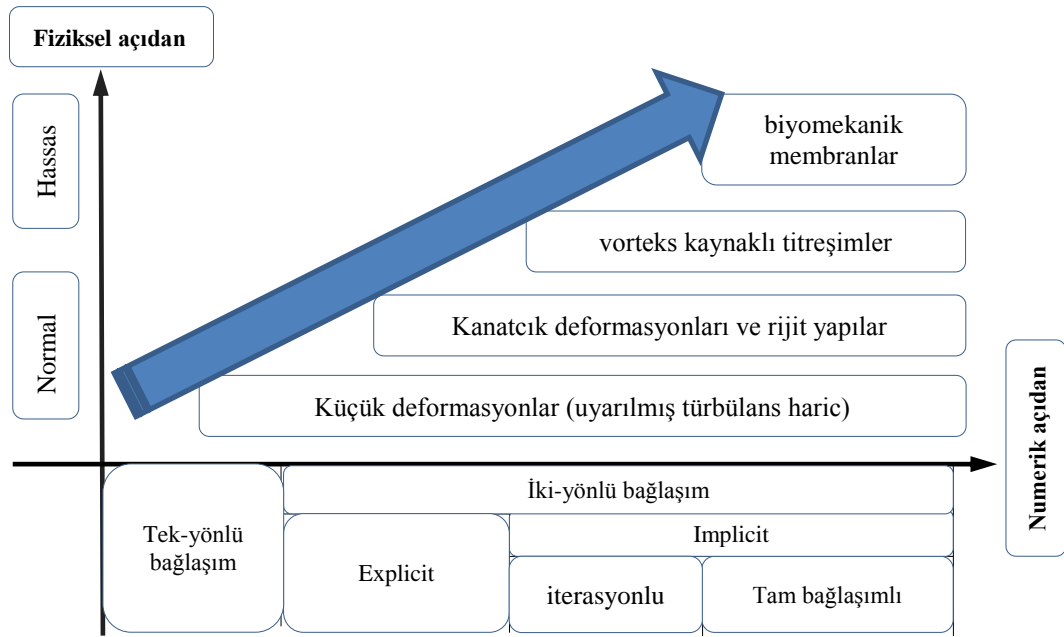 Fiziksel açıdan
Hassas
biyomekanik
membranlar
vorteks kaynaklı titreşimler
Normal
Kanatcık deformasyonları ve rijit yapılar
Küçük deformasyonlar (uyarılmış türbülans haric)
Numerik açıdan
Tek-yönlü
bağlaşım
İki-yönlü bağlaşım
Explicit
Implicit
iterasyonlu
Tam bağlaşımlı